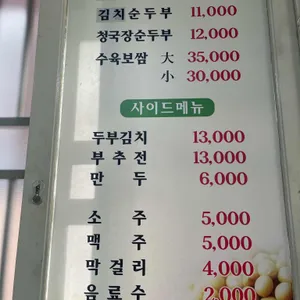 김치순두부 11,000
청국장순두부 12,000
수육보쌈 大 35,000
小 30,000
사이드메뉴
두부김치 13,000
부추전 13,000
만두 6,000
소주 5,000
맥주 5,000
막걸리 4,000
음료수 2,000